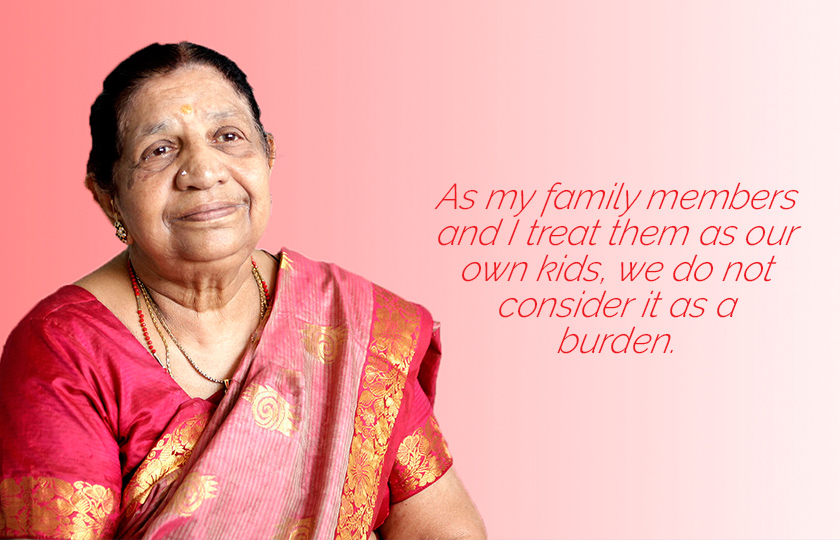 As my family members
and I treat them as our
own kids, we do not
consider it as a
burden.